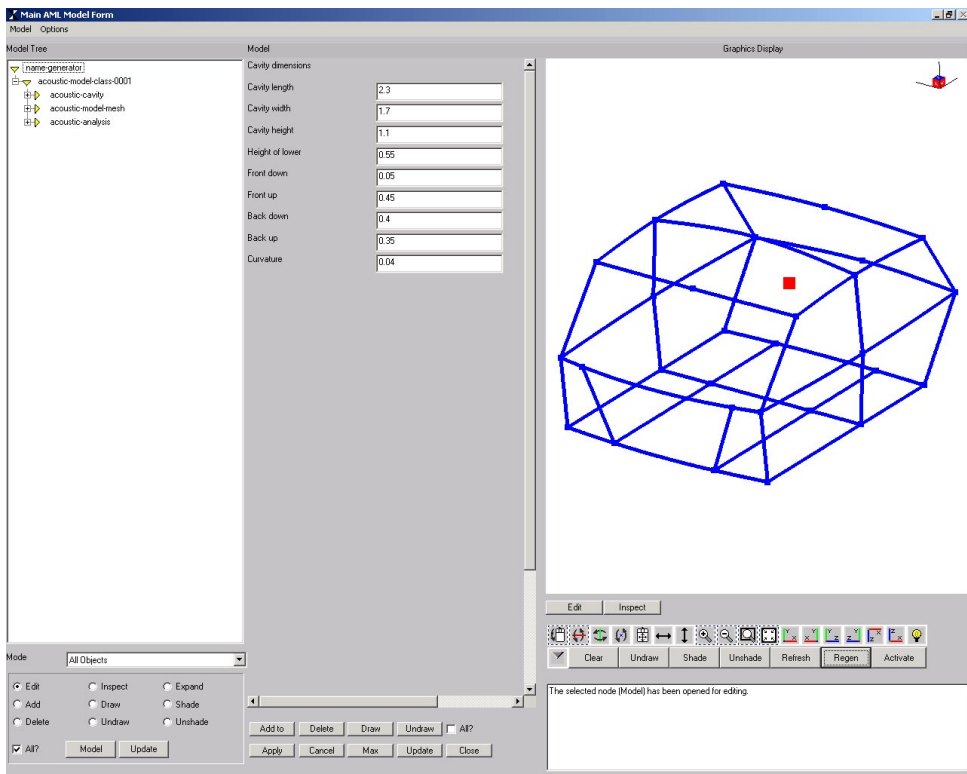 Main AML Model Form
Model Options
Model Tree
name-generator
acoustic-model-class-0001
acoustic-cavity
acoustic-model-mesh
acoustic-analysis
Mode All Objects
Edit Inspect Expand
Add Draw Shade
Delete Undraw Unshade
All? Model Update
Model
Cavity dimensions
Cavity length 2.3
Cavity width 1.7
Cavity height 1.1
Height of lower 0.55
Front down 0.05
Front up 0.45
Back down 0.4
Back up 0.35
Curvature 0.04
Add to Delete Draw Undraw All?
Apply Cancel Max Update Close
Graphics Display
Edit Inspect
Clear Undraw Shade Unshade Refresh Regen Activate
The selected node (Model) has been opened for editing.